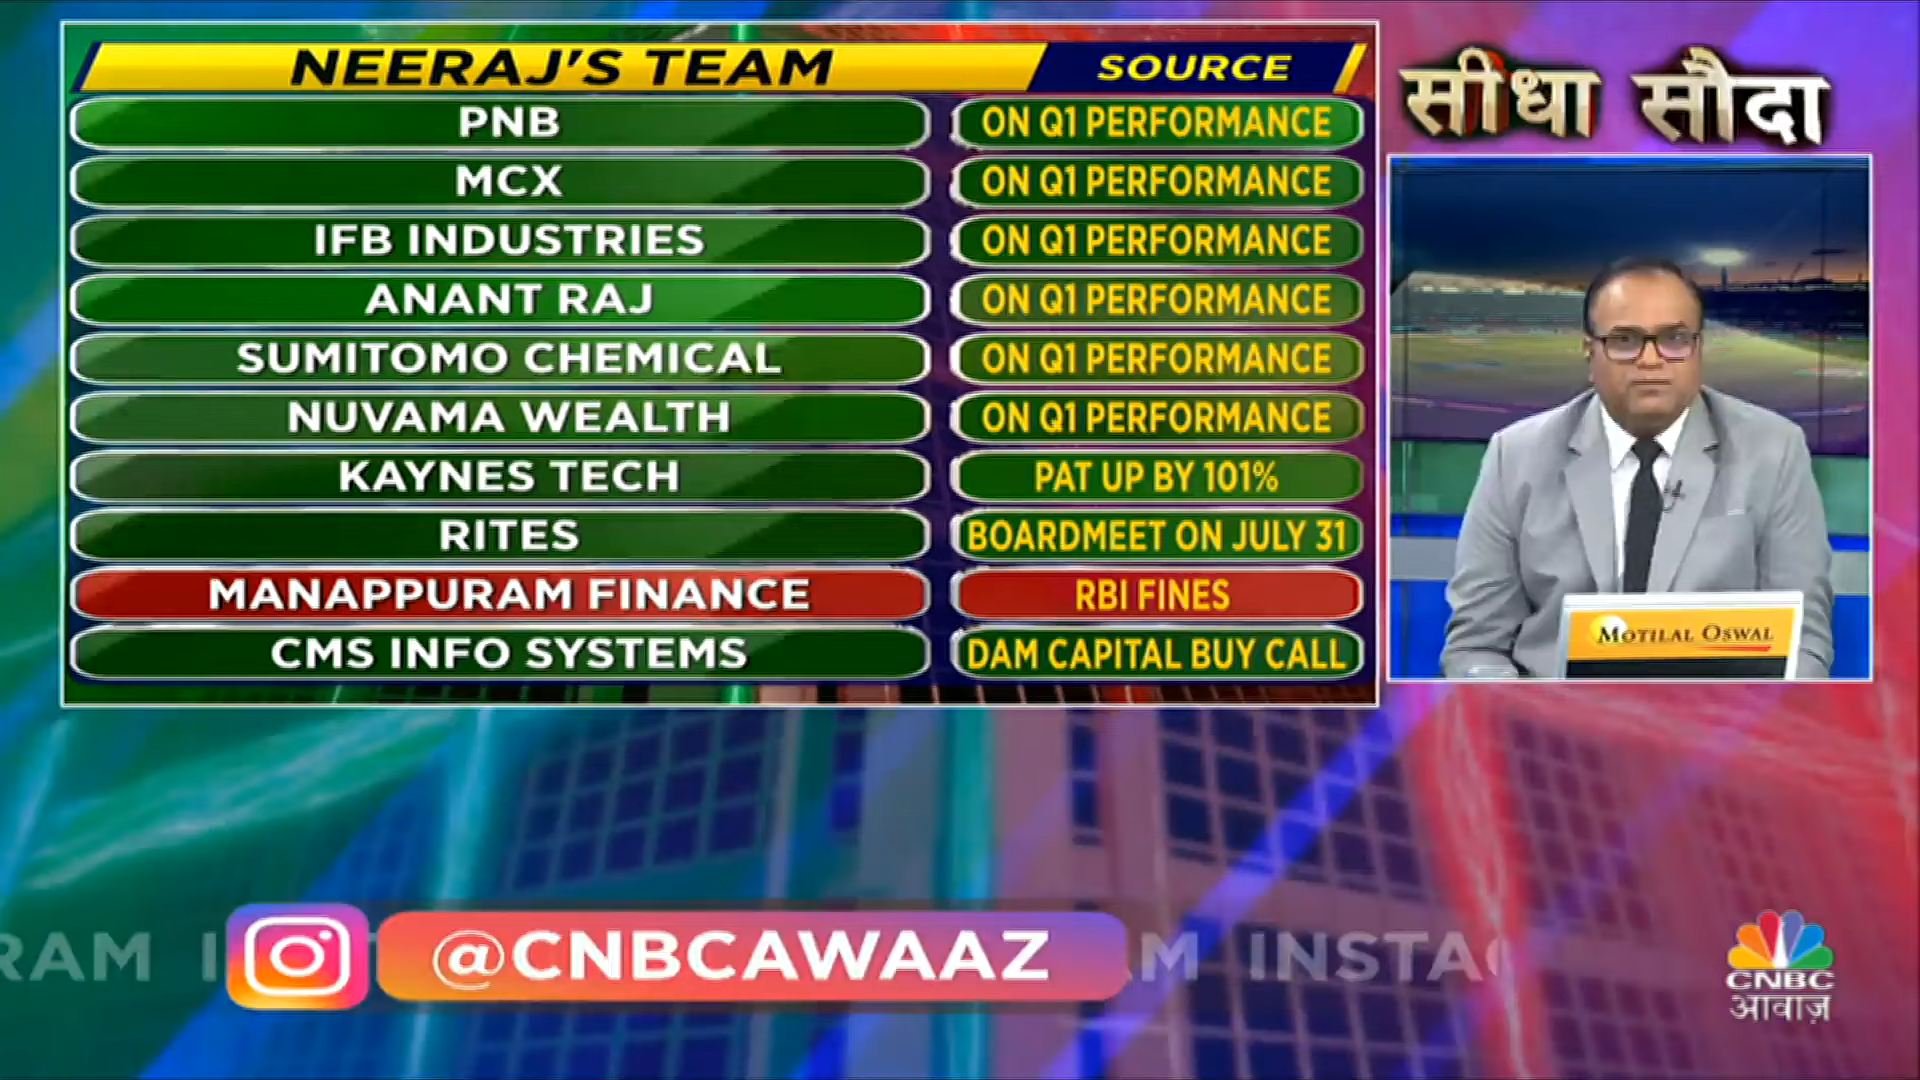 NEERAJ'S TEAM SOURCE
PNB ON Q1 PERFORMANCE
MCX ON Q1 PERFORMANCE
IFB INDUSTRIES ON Q1 PERFORMANCE
ANANT RAJ ON Q1 PERFORMANCE
SUMITOMO CHEMICAL ON Q1 PERFORMANCE
NUVAMA WEALTH ON Q1 PERFORMANCE
KAYNES TECH PAT UP BY 101%
RITES BOARDMEET ON JULY 31
MANAPPURAM FINANCE RBI FINES
CMS INFO SYSTEMS DAM CAPITAL BUY CALL
सीधा सौदा
MOTILAL OSWAL
RAM I
@CNBCAWAAZ
M INSTAG
CNBC
आवाज़